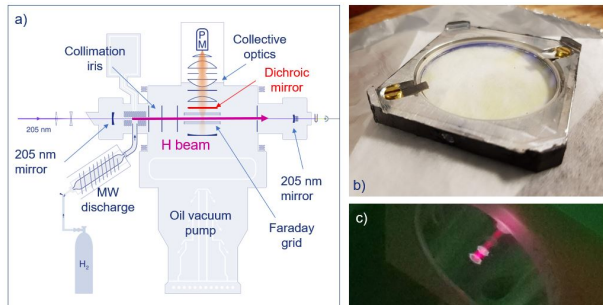 a)
Collimation
iris
PM
Collective
optics
Dichroic
mirror
205 nm
H beam
205 nm
mirror
205 nm
mirror
MW
discharge
Oil vacuum
pump
Faraday
grid
H₂
b)
c)